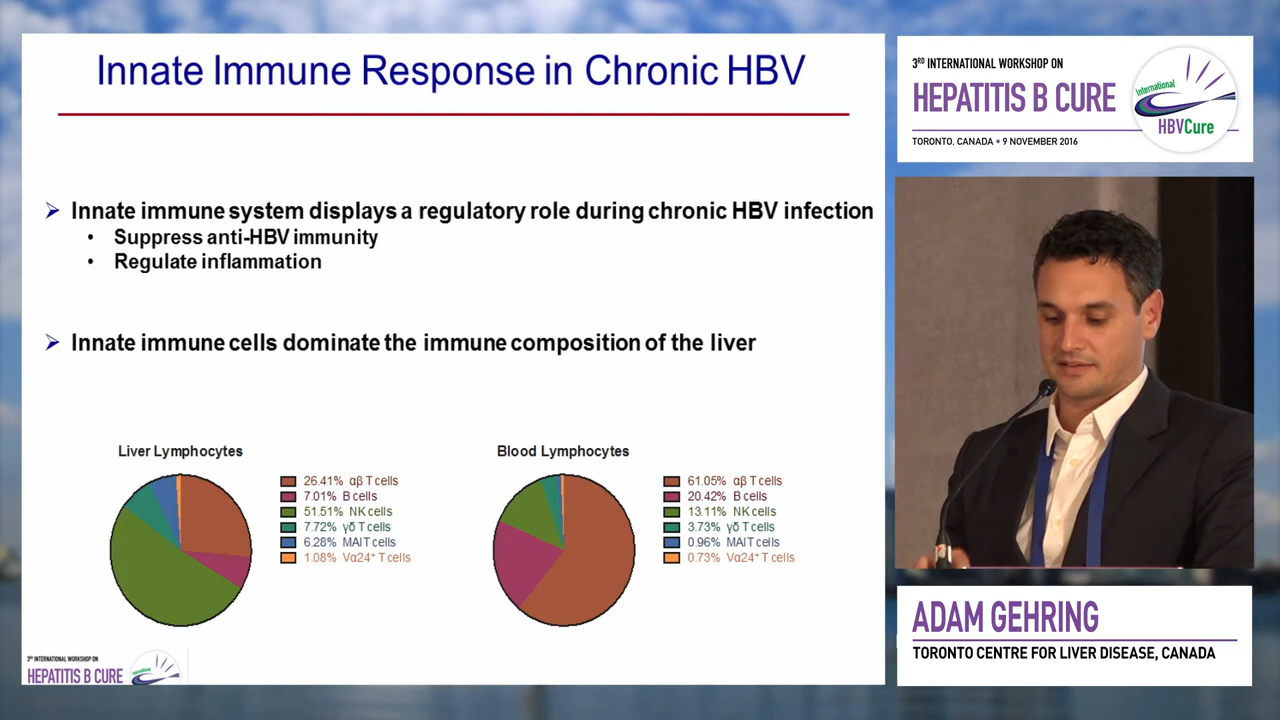 Innate Immune Response in Chronic HBV
➢ Innate immune system displays a regulatory role during chronic HBV infection
• Suppress anti-HBV immunity
• Regulate inflammation
➢ Innate immune cells dominate the immune composition of the liver
Liver Lymphocytes
26.41% αβ T cells
7.01% B cells
51.51% NK cells
7.72% γδ T cells
6.28% MAIT cells
1.08% Vα24⁺ T cells
Blood Lymphocytes
61.05% αβ T cells
20.42% B cells
13.11% NK cells
3.73% γδ T cells
0.96% MAIT cells
0.73% Vα24⁺ T cells
3RD INTERNATIONAL WORKSHOP ON
HEPATITIS B CURE
International
3RD INTERNATIONAL WORKSHOP ON
HEPATITIS B CURE
TORONTO, CANADA • 9 NOVEMBER 2016
International
HBVCure
ADAM GEHRING
TORONTO CENTRE FOR LIVER DISEASE, CANADA